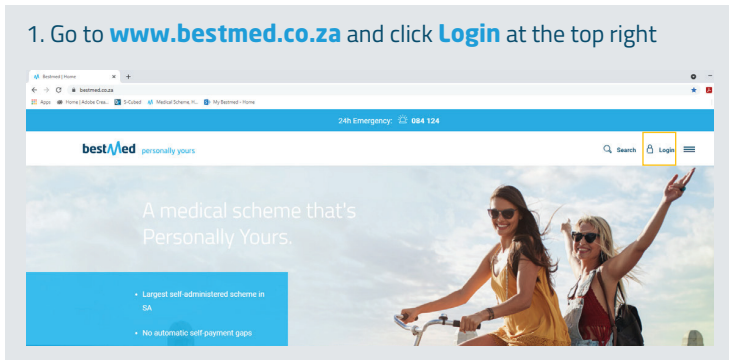 1. Go to www.bestmed.co.za and click Login at the top right
Bestmed | Home
bestmed.co.za
Apps Home | Adobe Crea... S-Cubed Medical Scheme, H... My Bestmed - Home
24h Emergency: 084 124
bestMed personally yours
Search Login
A medical scheme that's
Personally Yours.
• Largest self-administered scheme in
SA
• No automatic self-payment gaps